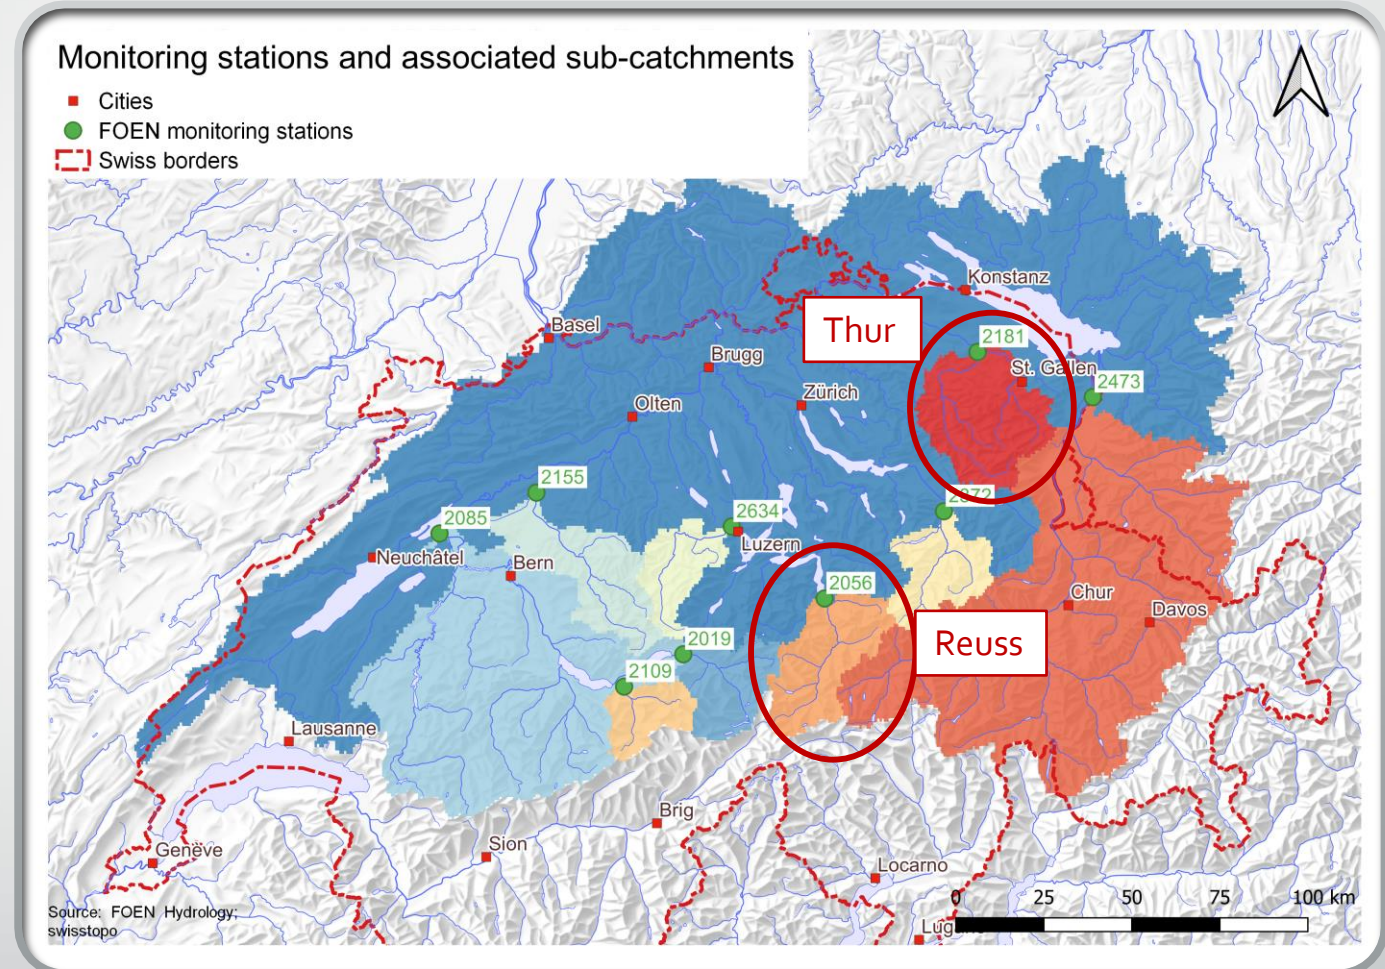 Monitoring stations and associated sub-catchments
Cities
FOEN monitoring stations
Swiss borders
Konstanz
Basel
Thur
2181
Brugg
St. Gallen
2473
Zürich
Olten
2155
2372
2085
2634
Luzern
Neuchâtel
Bern
2056
Chur
Davos
2019
Reuss
2109
Lausanne
Brig
Sion
Genève
Locarno
0 25 50 75 100 km
Source: FOEN Hydrology;
swisstopo